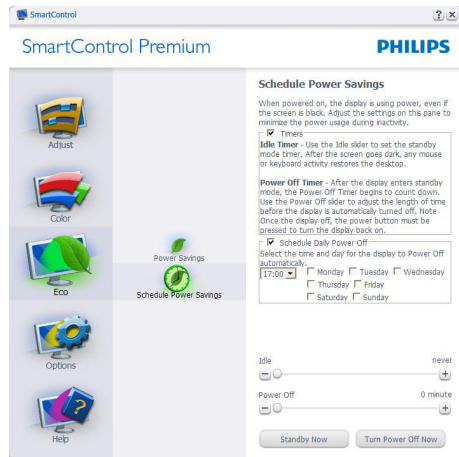 SmartControl
SmartControl Premium
PHILIPS
Adjust
Color
Eco
Options
Help
Power Savings
Schedule Power Savings
Schedule Power Savings
When powered on, the display is using power, even if
the screen is black. Adjust the settings on this pane to
minimize the power usage during inactivity.
Timers
Idle Timer - Use the Idle slider to set the standby
mode timer. After the screen goes dark, any mouse
or keyboard activity restores the desktop.
Power Off Timer - After the display enters standby
mode, the Power Off Timer begins to count down.
Use the Power Off slider to adjust the length of time
before the display is automatically turned off. Note
Once the display off, the power button must be
pressed to turn the display back on.
Schedule Daily Power Off
Select the time and day for the display to Power Off
automatically.
17:00 Monday Tuesday Wednesday
Thursday Friday
Saturday Sunday
Idle never
Power Off 0 minute
Standby Now Turn Power Off Now